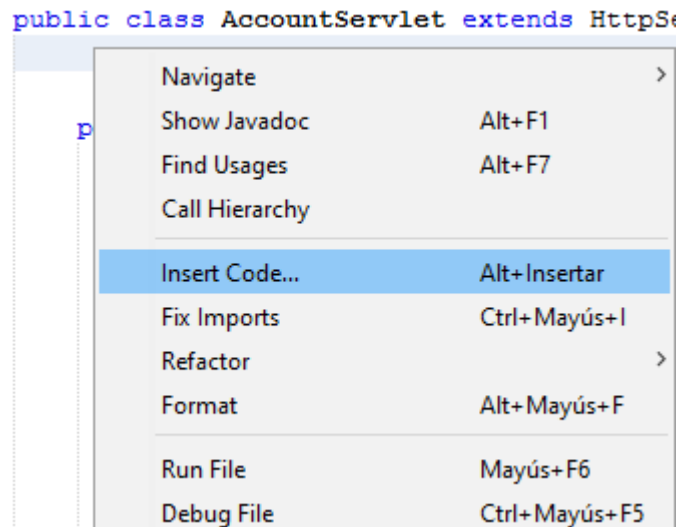 public class AccountServlet extends HttpSe
Navigate
Show Javadoc Alt+F1
p
Find Usages Alt+F7
Call Hierarchy
Insert Code... Alt+Insertar
Fix Imports Ctrl+Mayús+I
Refactor
Format Alt+Mayús+F
Run File Mayús+F6
Debug File Ctrl+Mayús+F5